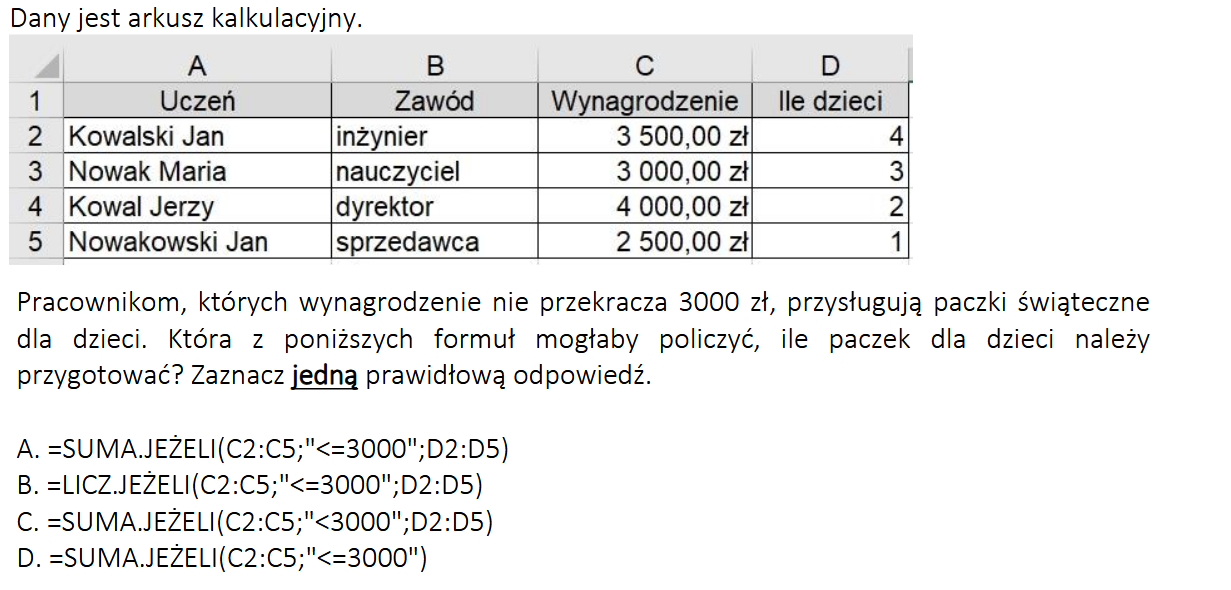 Dany jest arkusz kalkulacyjny.
A B C D
1 Uczeń Zawód Wynagrodzenie Ile dzieci
2 Kowalski Jan inżynier 3 500,00 zł 4
3 Nowak Maria nauczyciel 3 000,00 zł 3
4 Kowal Jerzy dyrektor 4 000,00 zł 2
5 Nowakowski Jan sprzedawca 2 500,00 zł 1
Pracownikom, których wynagrodzenie nie przekracza 3000 zł, przysługują paczki świąteczne
dla dzieci. Która z poniższych formuł mogłaby policzyć, ile paczek dla dzieci należy
przygotować? Zaznacz jedną prawidłową odpowiedź.
A. =SUMA.JEŻELI(C2:C5;"<=3000";D2:D5)
B. =LICZ.JEŻELI(C2:C5;"<=3000";D2:D5)
C. =SUMA.JEŻELI(C2:C5;"<3000";D2:D5)
D. =SUMA.JEŻELI(C2:C5;"<=3000")